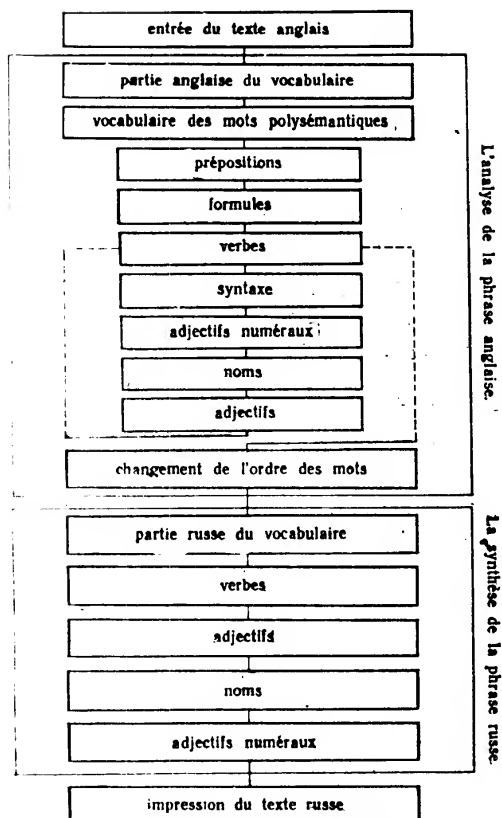 entrée du texte anglais
partie anglaise du vocabulaire
vocabulaire des mots polysémantiques
prépositions
formules
verbes
syntaxe
adjectifs numéraux
noms
adjectifs
changement de l'ordre des mots
L'analyse de la phrase anglaise.
partie russe du vocabulaire
verbes
adjectifs
noms
adjectifs numéraux
La synthèse de la phrase russe.
impression du texte russe